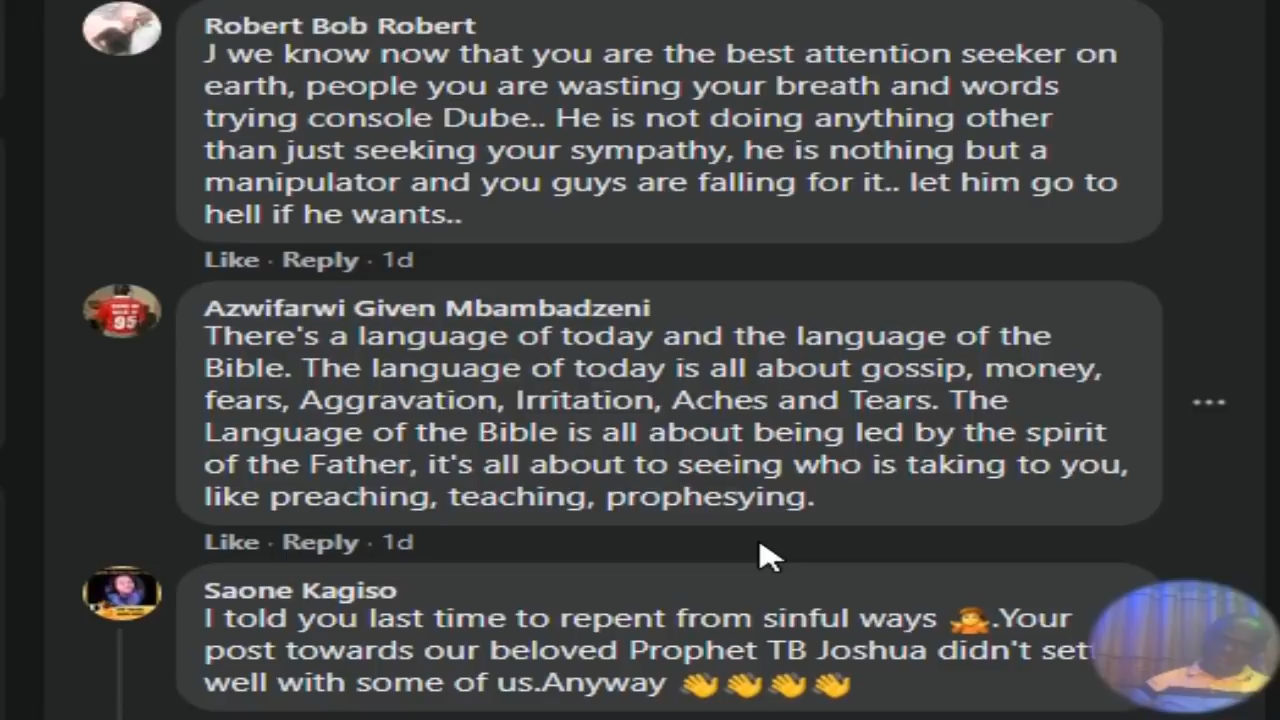 Robert Bob Robert
J we know now that you are the best attention seeker on
earth, people you are wasting your breath and words
trying console Dube.. He is not doing anything other
than just seeking your sympathy, he is nothing but a
manipulator and you guys are falling for it.. let him go to
hell if he wants..
Like · Reply · 1d
Azwifarwi Given Mbambadzeni
There's a language of today and the language of the
Bible. The language of today is all about gossip, money,
fears, Aggravation, Irritation, Aches and Tears. The
Language of the Bible is all about being led by the spirit
of the Father, it's all about to seeing who is taking to you,
like preaching, teaching, prophesying.
Like · Reply · 1d
Saone Kagiso
I told you last time to repent from sinful ways 🤷.Your
post towards our beloved Prophet TB Joshua didn't
well with some of us.Anyway 👋👋👋👋